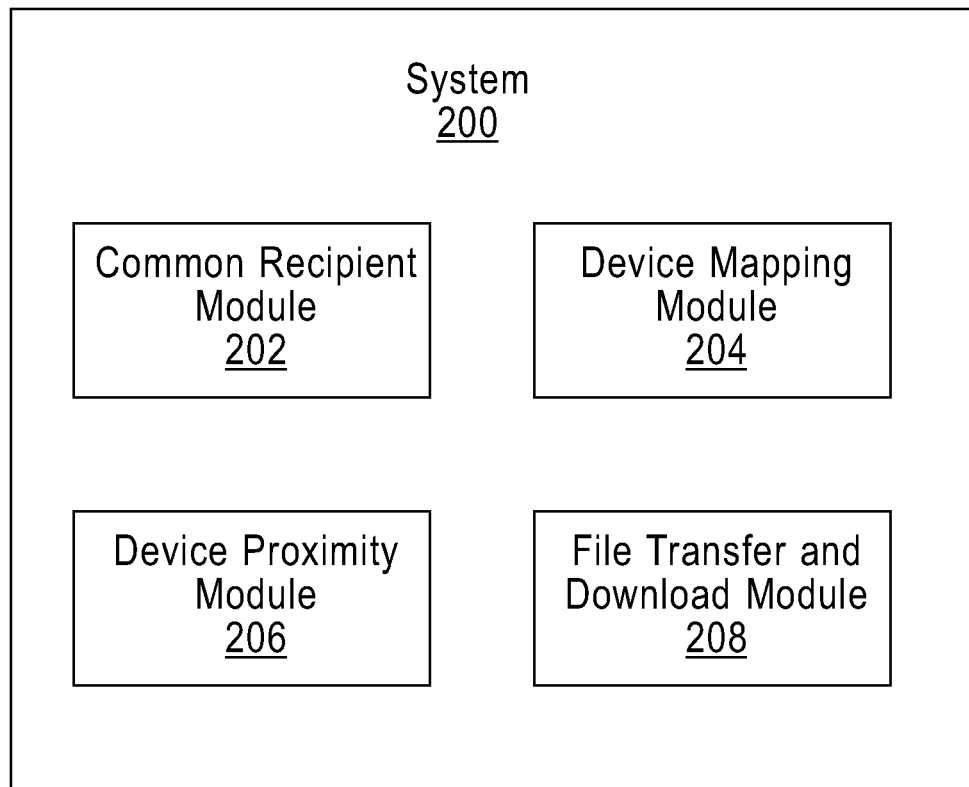 System
200
Common Recipient
Module
202
Device Mapping
Module
204
Device Proximity
Module
206
File Transfer and
Download Module
208